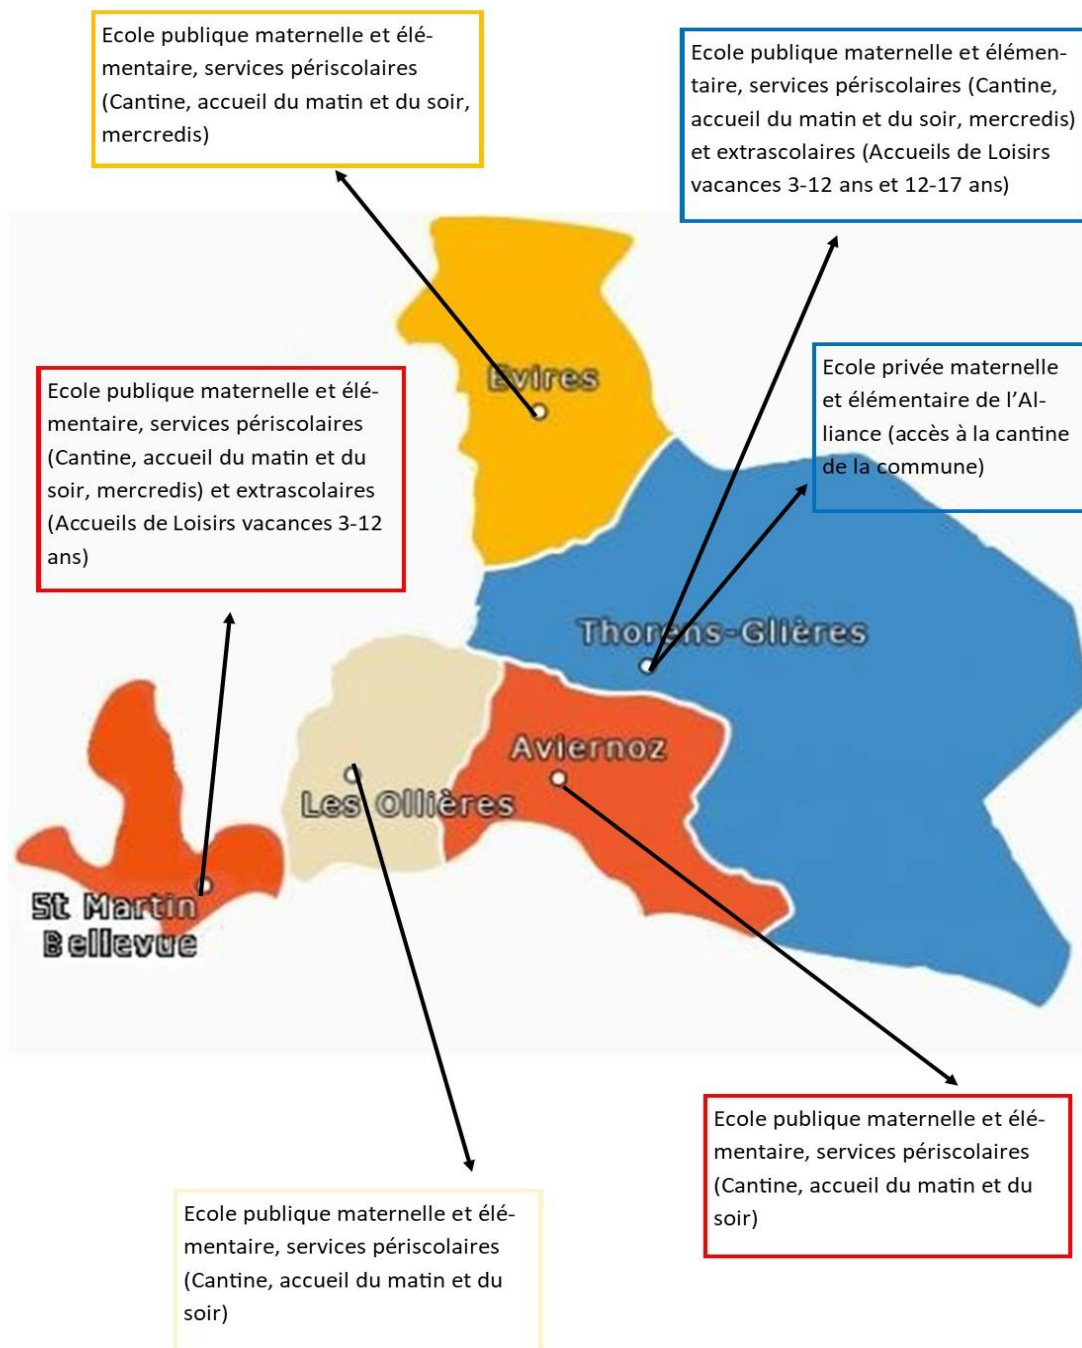 Ecole publique maternelle et élé-
mentaire, services périscolaires
(Cantine, accueil du matin et du soir,
mercredis)
Ecole publique maternelle et élémen-
taire, services périscolaires (Cantine,
accueil du matin et du soir, mercredis)
et extrascolaires (Accueils de Loisirs
vacances 3-12 ans et 12-17 ans)
Evires
Ecole privée maternelle
et élémentaire de l’Al-
liance (accès à la cantine
de la commune)
Ecole publique maternelle et élé-
mentaire, services périscolaires
(Cantine, accueil du matin et du
soir, mercredis) et extrascolaires
(Accueils de Loisirs vacances 3-12
ans)
Thorens-Glières
Aviernoz
Les Ollières
St Martin
Bellevue
Ecole publique maternelle et élé-
mentaire, services périscolaires
(Cantine, accueil du matin et du
soir)
Ecole publique maternelle et élé-
mentaire, services périscolaires
(Cantine, accueil du matin et du
soir)